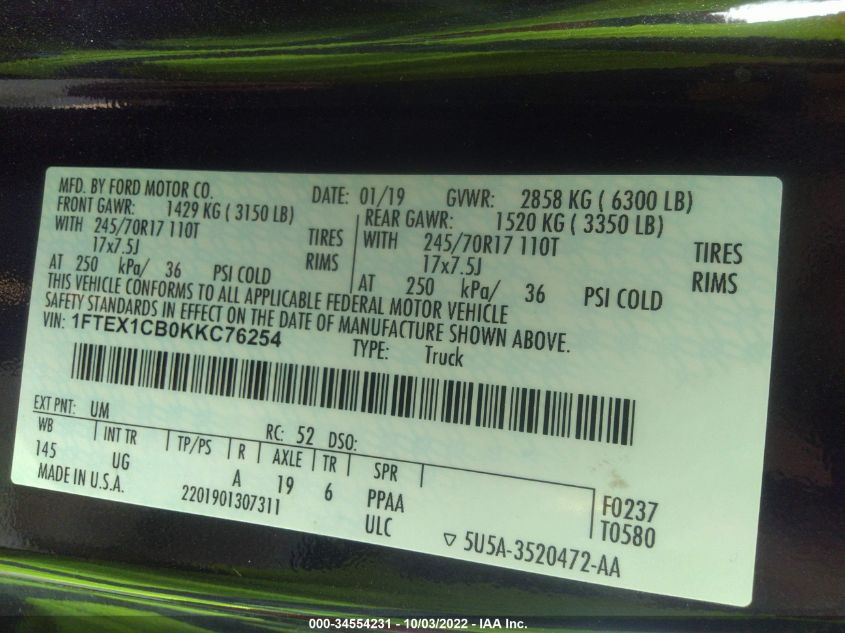 MFD. BY FORD MOTOR CO. DATE: 01/19 GVWR: 2858 KG ( 6300 LB)
FRONT GAWR: 1429 KG ( 3150 LB) REAR GAWR: 1520 KG ( 3350 LB)
WITH 245/70R17 110T TIRES WITH 245/70R17 110T TIRES
17x7.5J RIMS 17x7.5J RIMS
AT 250 kPa/ 36 PSI COLD AT 250 kPa/ 36 PSI COLD
THIS VEHICLE CONFORMS TO ALL APPLICABLE FEDERAL MOTOR VEHICLE
SAFETY STANDARDS IN EFFECT ON THE DATE OF MANUFACTURE SHOWN ABOVE.
VIN: 1FTEX1CB0KKC76254 TYPE: Truck
EXT PNT: UM RC: 52 DSO:
WB INT TR TP/PS R AXLE TR SPR
145 UG A 19 6 PPAA F0237
MADE IN U.S.A. 2201901307311 ULC T0580
5U5A-3520472-AA
000-34554231 - 10/03/2022 - IAA Inc.